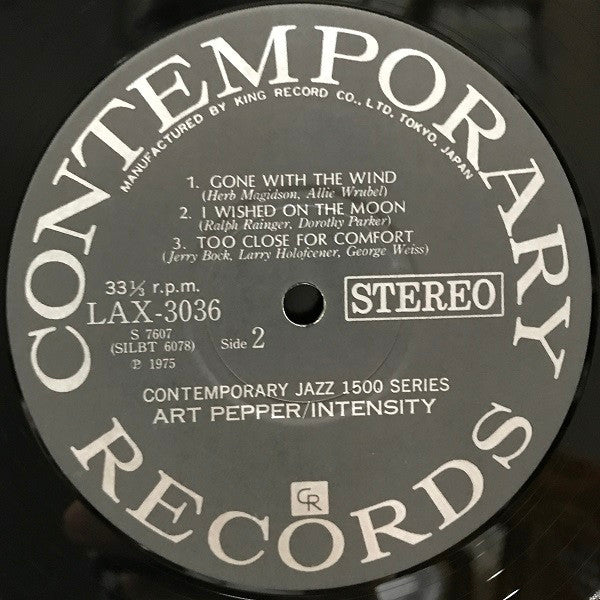 CONTEMPORARY
MANUFACTURED BY KING RECORD CO., LTD. TOKYO, JAPAN
1. GONE WITH THE WIND
(Herb Magidson, Allie Wrubel)
2. I WISHED ON THE MOON
(Ralph Rainger, Dorothy Parker)
3. TOO CLOSE FOR COMFORT
(Jerry Bock, Larry Holofcener, George Weiss)
33⅓ r.p.m.
LAX-3036
S 7607
(SILBT 6078)
℗ 1975
Side 2
STEREO
CONTEMPORARY JAZZ 1500 SERIES
ART PEPPER/INTENSITY
CR
RECORDS